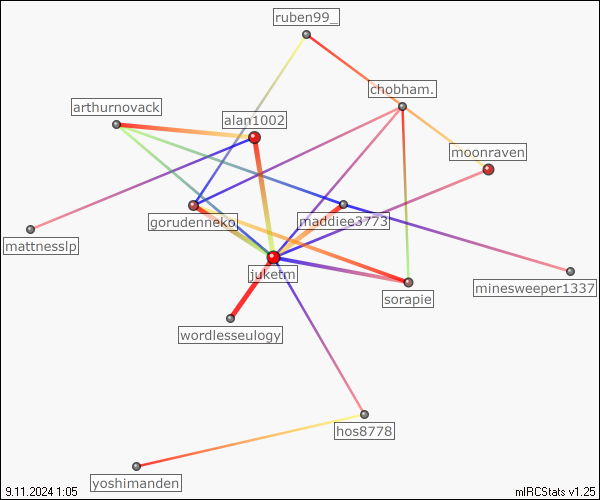 ruben99_
chobham.
arthurnovack
alan1002
moonraven
gorudenneko
maddiee3773
mattnesslp
juketm
sorapie
minesweeper1337
wordlesseulogy
hos8778
yoshimanden
9.11.2024 1:05
mIRCStats v1.25